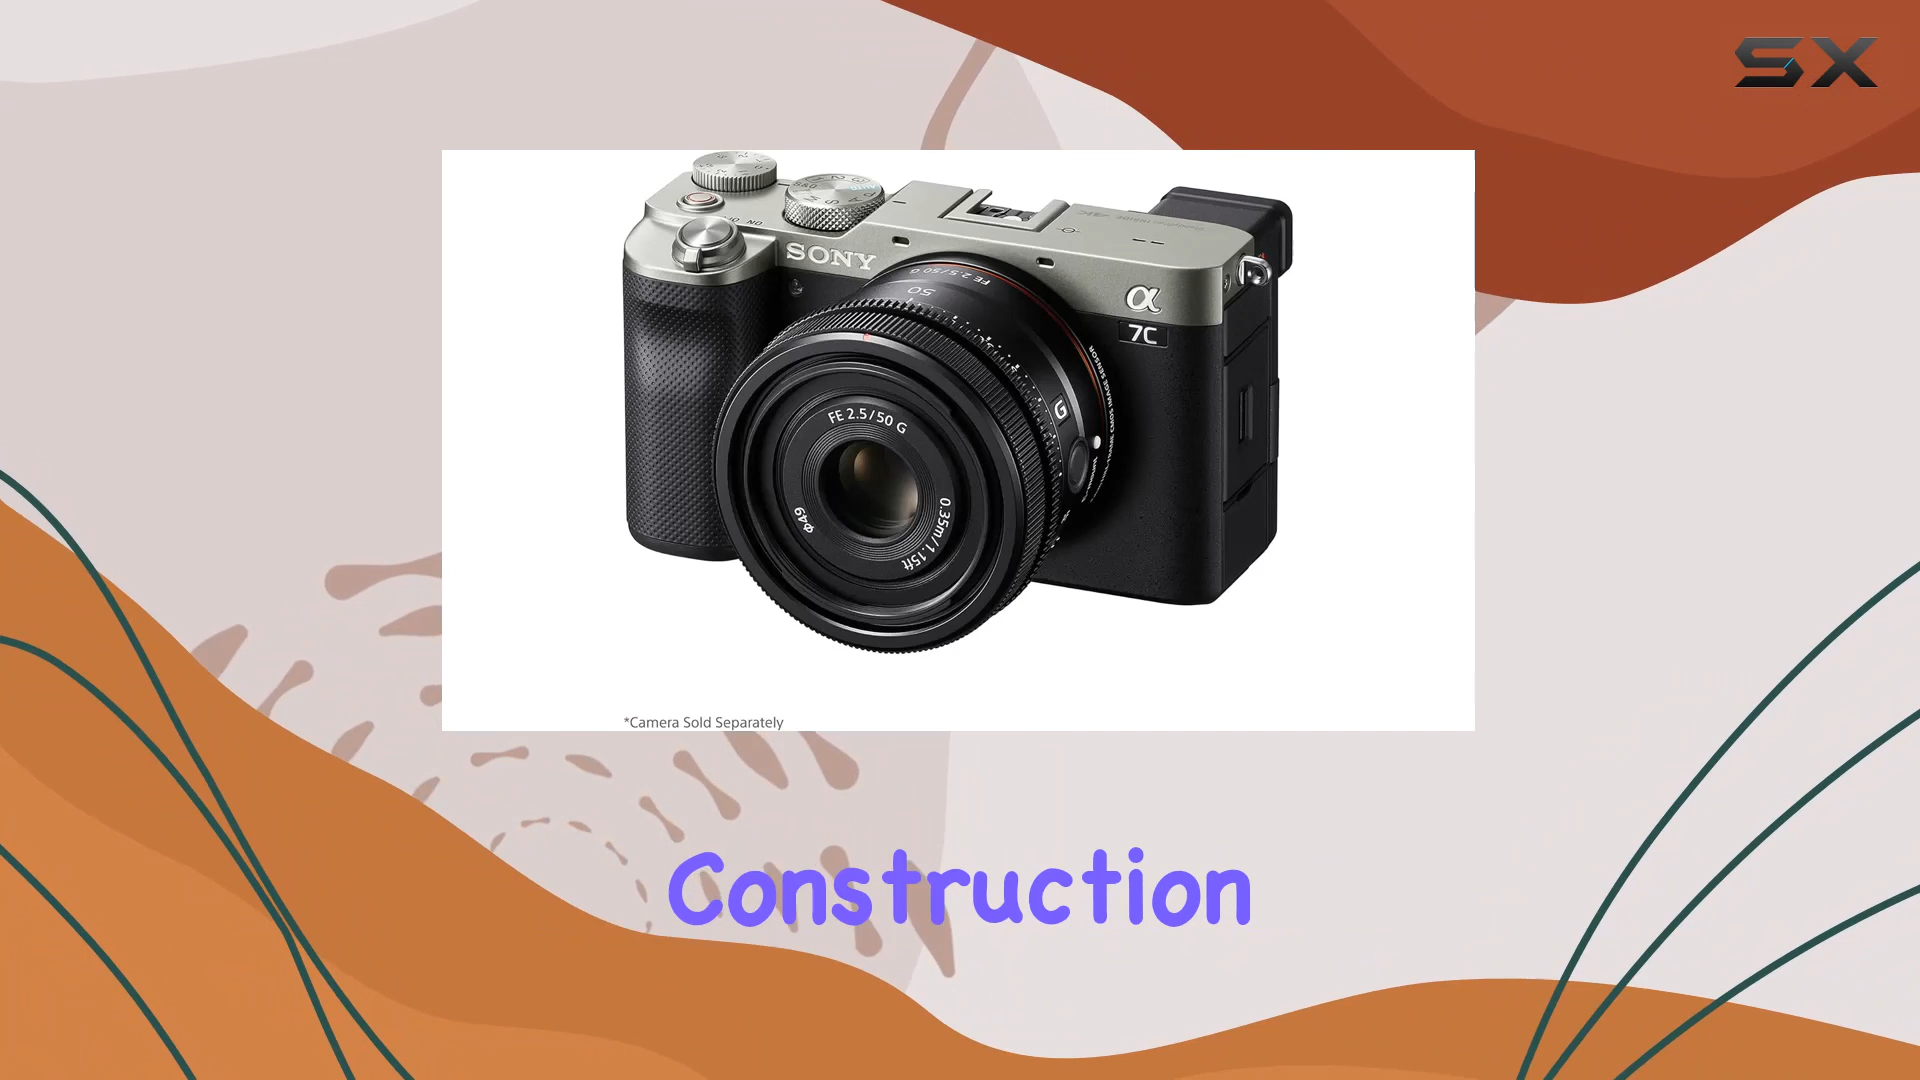 SX
SONY
α
7C
FE 2.5/50 G
50
G
FE 2.5/50 G
0.35m/1.15ft
φ49
*Camera Sold Separately
Construction